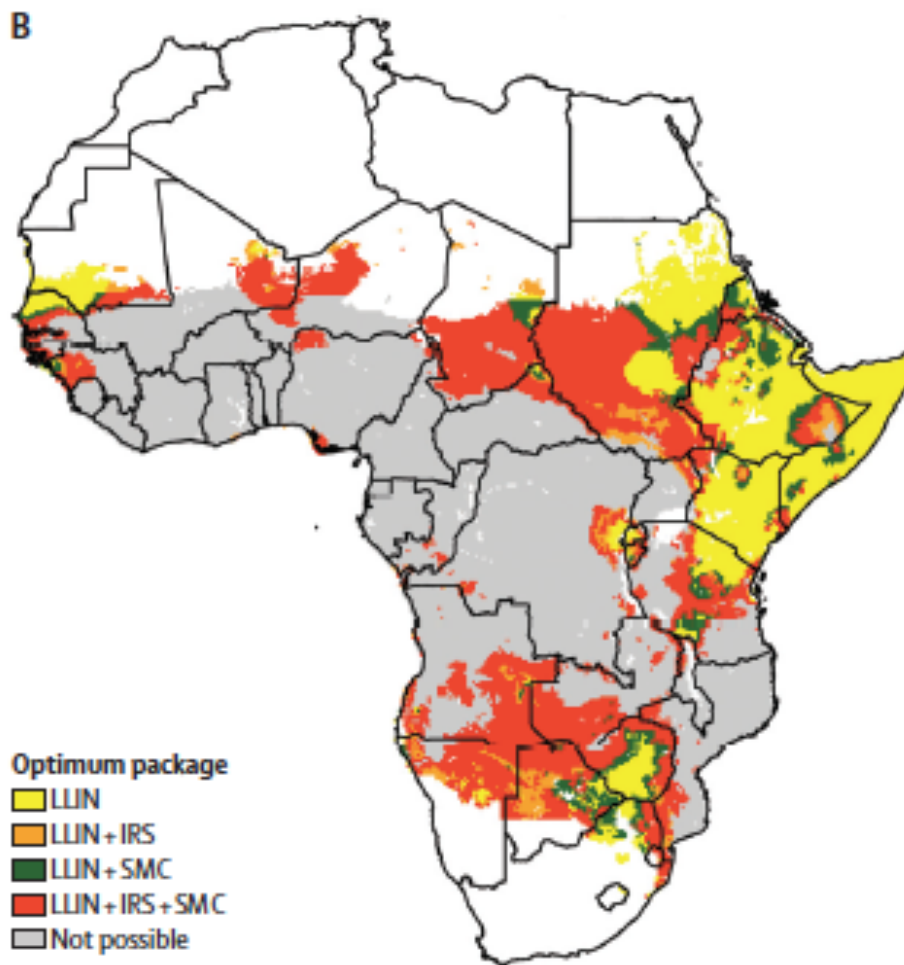 B
Optimum package
LLIN
LLIN + IRS
LLIN + SMC
LLIN + IRS + SMC
Not possible